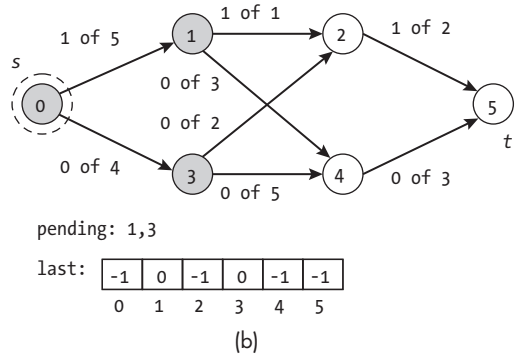 1 of 5
1 of 1
1 of 2
s
0
1
2
5
t
0 of 3
0 of 2
0 of 4
3
0 of 5
4
0 of 3
pending: 1,3
last: -1 0 -1 0 -1 -1
0 1 2 3 4 5
(b)